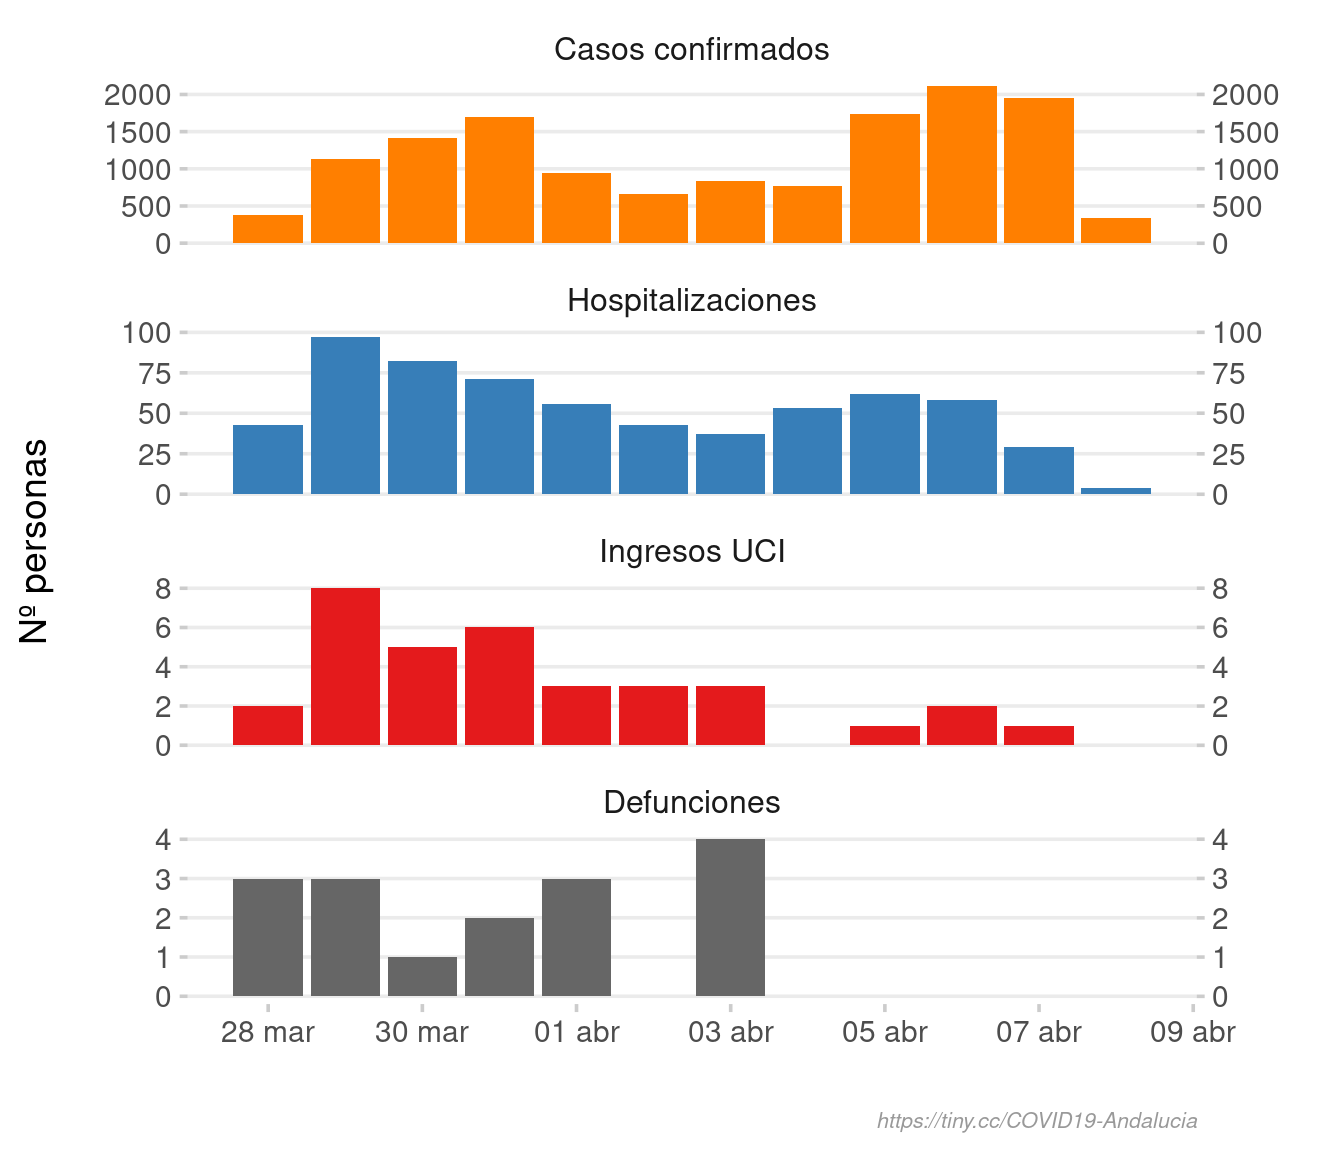 Casos confirmados
2000 2000
1500 1500
1000 1000
500 500
0 0
Hospitalizaciones
100 100
75 75
50 50
25 25
0 0
Ingresos UCI
8 8
6 6
4 4
2 2
0 0
Defunciones
4 4
3 3
2 2
1 1
0 0
28 mar 30 mar 01 abr 03 abr 05 abr 07 abr 09 abr
Nº personas
https://tiny.cc/COVID19-Andalucia